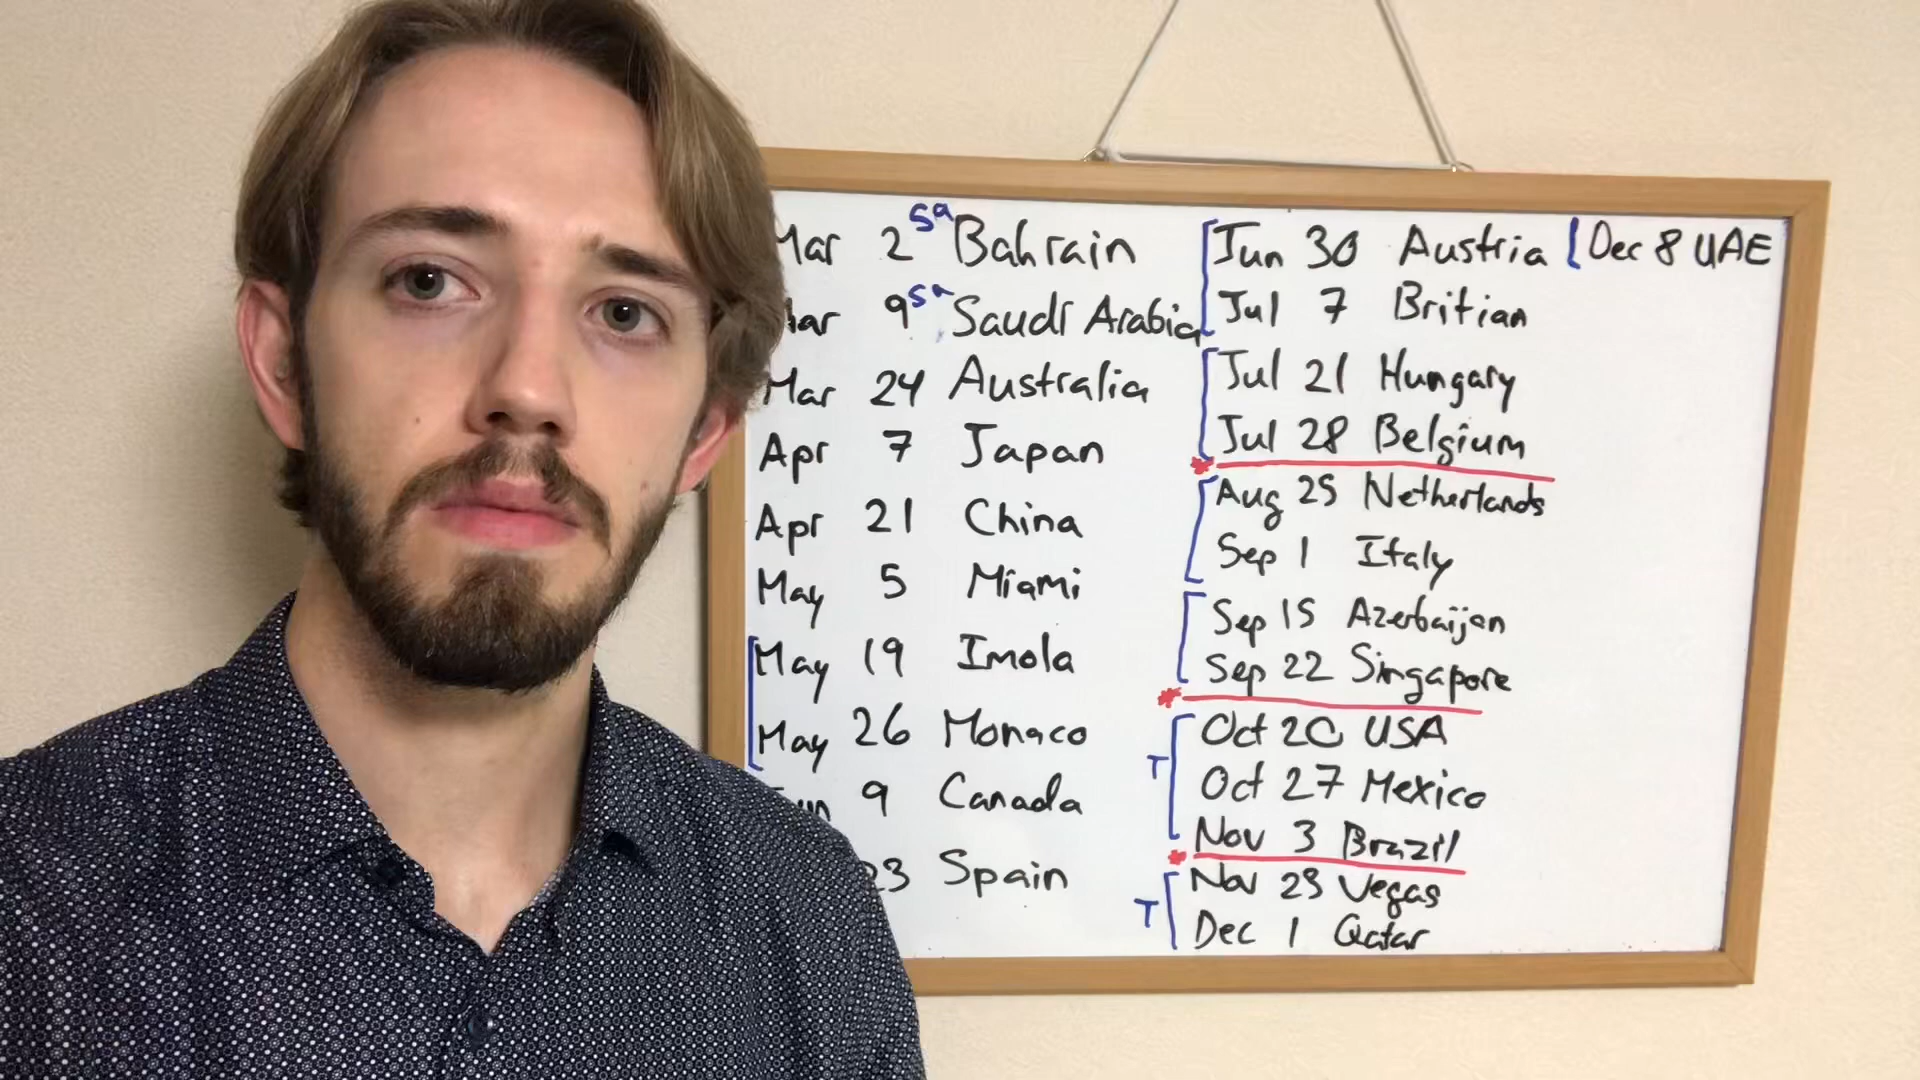 Mar 2 Sa Bahrain
Mar 9 Sa Saudi Arabia
Mar 24 Australia
Apr 7 Japan
Apr 21 China
May 5 Miami
May 19 Imola
May 26 Monaco
9 Canada
23 Spain
Jun 30 Austria
Jul 7 Britian
Jul 21 Hungary
Jul 28 Belgium
Aug 25 Netherlands
Sep 1 Italy
Sep 15 Azerbaijan
Sep 22 Singapore
T
Oct 20 USA
Oct 27 Mexico
Nov 3 Brazil
T
Nov 23 Vegas
Dec 1 Qatar
Dec 8 UAE